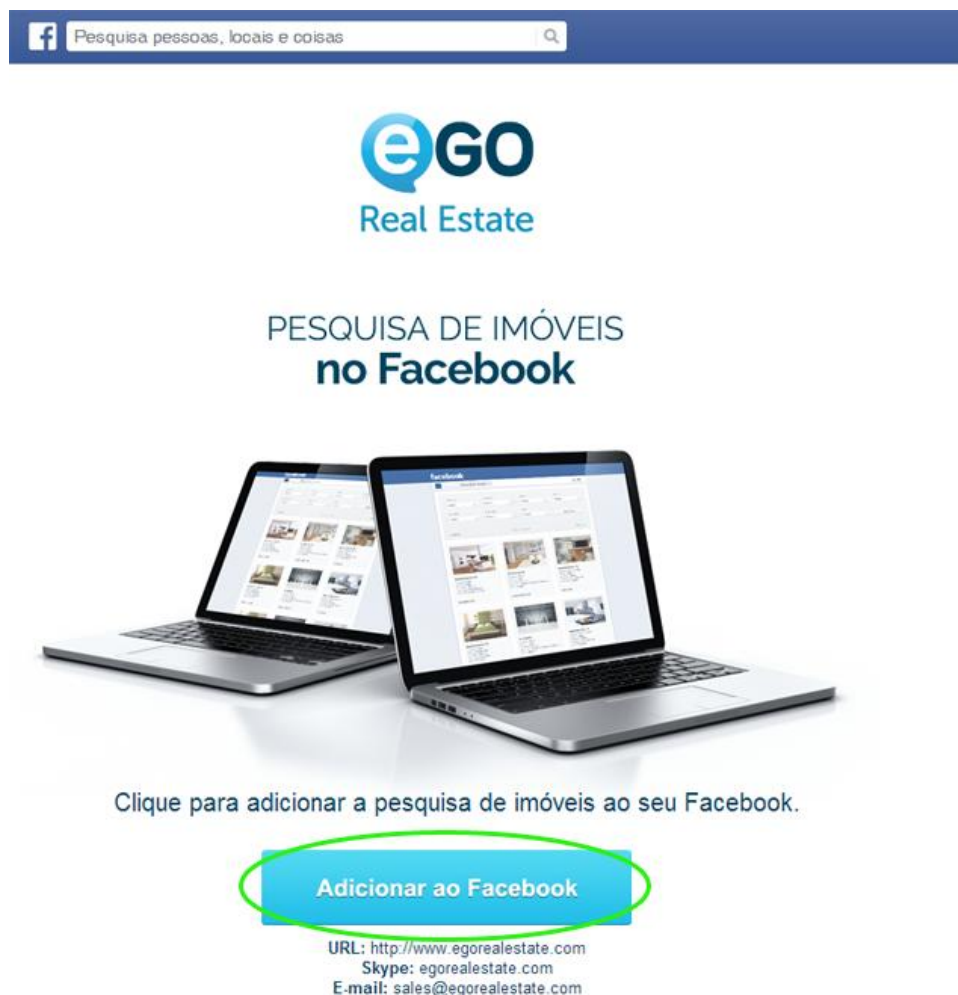 Pesquisa pessoas, locais e coisas
eGO
Real Estate
PESQUISA DE IMÓVEIS
no Facebook
facebook
Clique para adicionar a pesquisa de imóveis ao seu Facebook.
Adicionar ao Facebook
URL: http://www.egorealestate.com
Skype: egorealestate.com
E-mail: sales@egorealestate.com